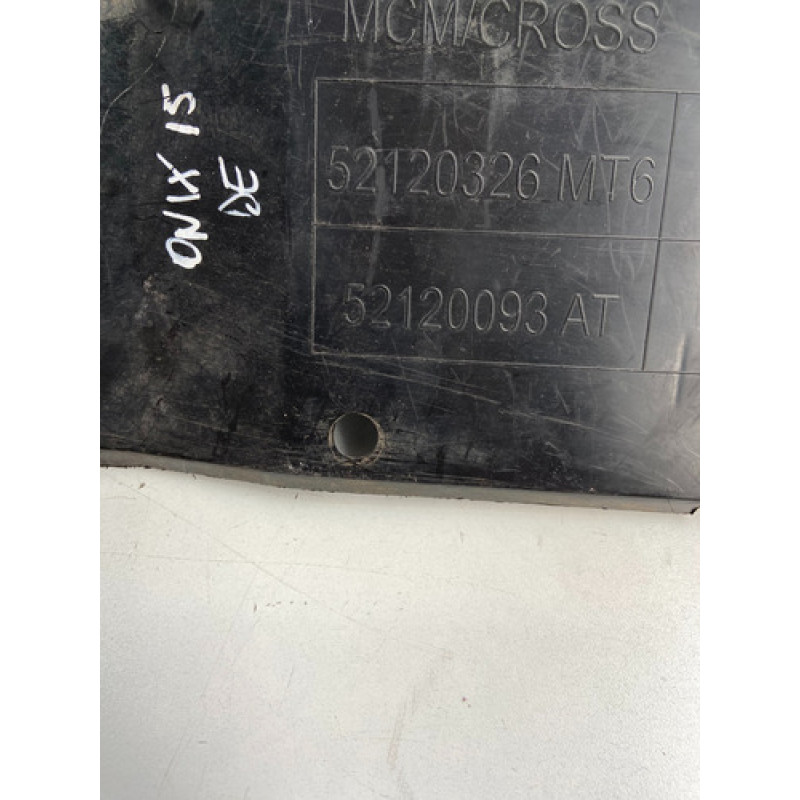 MCM/CROSS
52120326 MT6
52120093 AT
ONIX 15
DE